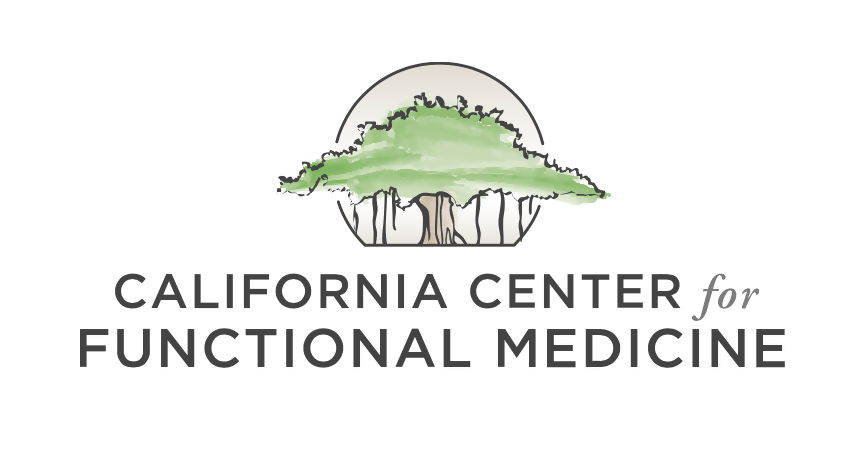 CALIFORNIA CENTER for
FUNCTIONAL MEDICINE